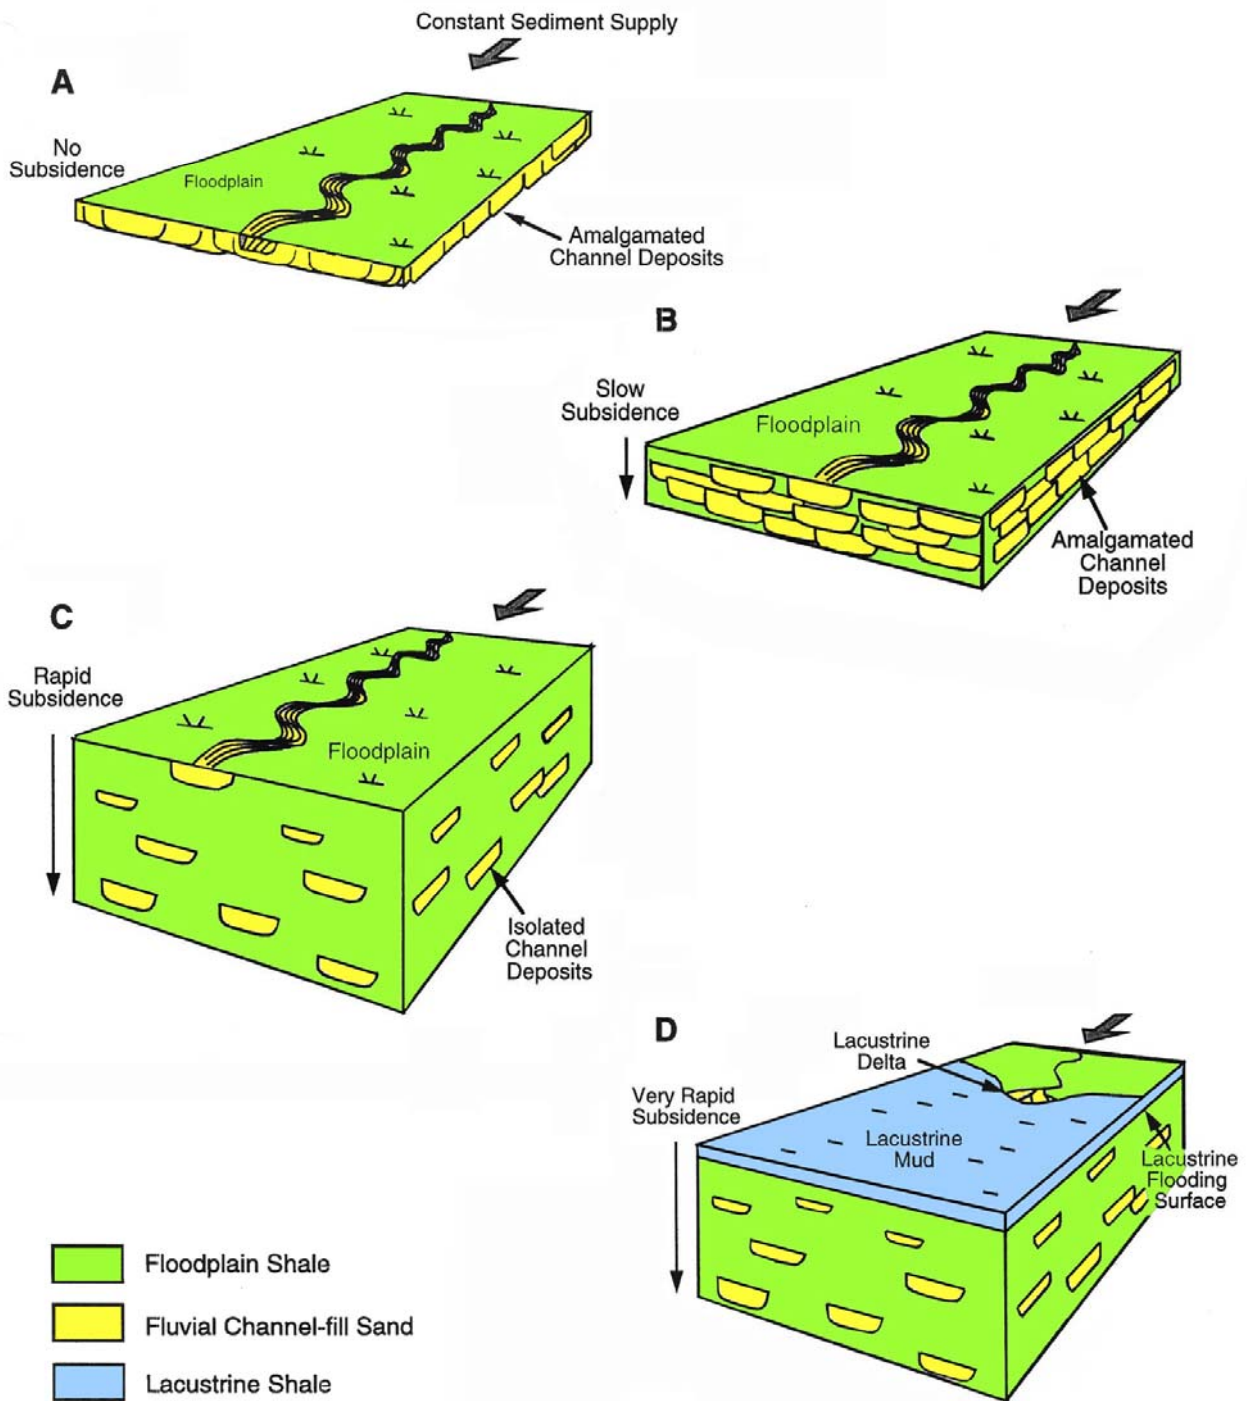 Constant Sediment Supply
A
No
Subsidence
Floodplain
Amalgamated
Channel Deposits
B
Slow
Subsidence
Floodplain
Amalgamated
Channel
Deposits
C
Rapid
Subsidence
Floodplain
Isolated
Channel
Deposits
D
Lacustrine
Delta
Very Rapid
Subsidence
Lacustrine
Mud
Lacustrine
Flooding
Surface
Floodplain Shale
Fluvial Channel-fill Sand
Lacustrine Shale